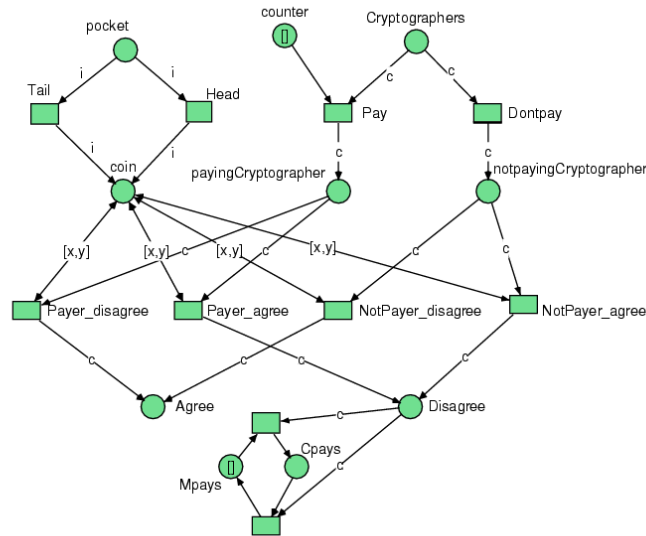 counter
Cryptographers
pocket
[]
i
i
c
c
Tail
Head
Pay
Dontpay
i
i
c
c
coin
payingCryptographer
notpayingCryptographer
[x,y]
[x,y]
c
[x,y]
c
[x,y]
c
c
Payer_disagree
Payer_agree
NotPayer_disagree
NotPayer_agree
c
c
c
c
Agree
Disagree
c
Cpays
[]
c
Mpays